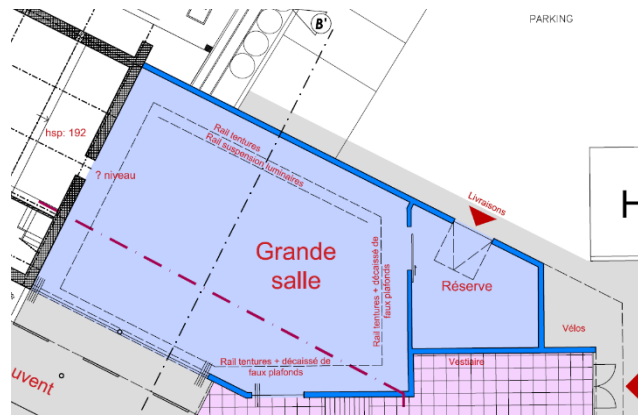 PARKING
B'
hsp: 192
Rail tentures
Rail suspension luminaires
? niveau
Livraisons
H
Grande
salle
Rail tentures + décaissé de
faux plafonds
Réserve
Vélos
Rail tentures + décaissé de
faux plafonds
Vestiaire
uvent